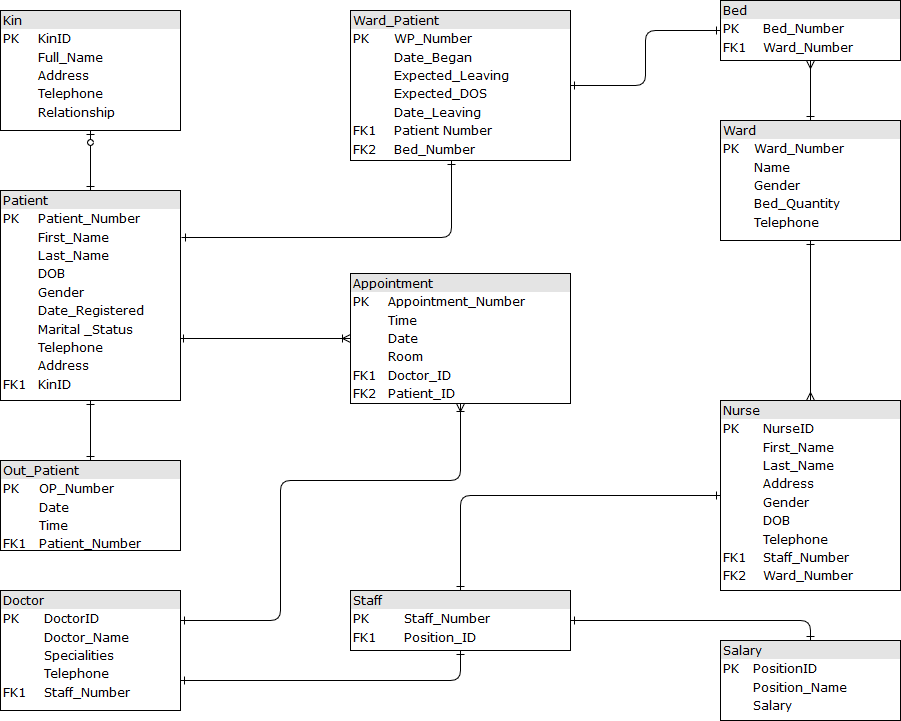 Kin
PK KinID
Full_Name
Address
Telephone
Relationship
Ward_Patient
PK WP_Number
Date_Began
Expected_Leaving
Expected_DOS
Date_Leaving
FK1 Patient Number
FK2 Bed_Number
Bed
PK Bed_Number
FK1 Ward_Number
Ward
PK Ward_Number
Name
Gender
Bed_Quantity
Telephone
Patient
PK Patient_Number
First_Name
Last_Name
DOB
Gender
Date_Registered
Marital _Status
Telephone
Address
FK1 KinID
Appointment
PK Appointment_Number
Time
Date
Room
FK1 Doctor_ID
FK2 Patient_ID
Nurse
PK NurseID
First_Name
Last_Name
Address
Gender
DOB
Telephone
FK1 Staff_Number
FK2 Ward_Number
Out_Patient
PK OP_Number
Date
Time
FK1 Patient_Number
Doctor
PK DoctorID
Doctor_Name
Specialities
Telephone
FK1 Staff_Number
Staff
PK Staff_Number
FK1 Position_ID
Salary
PK PositionID
Position_Name
Salary